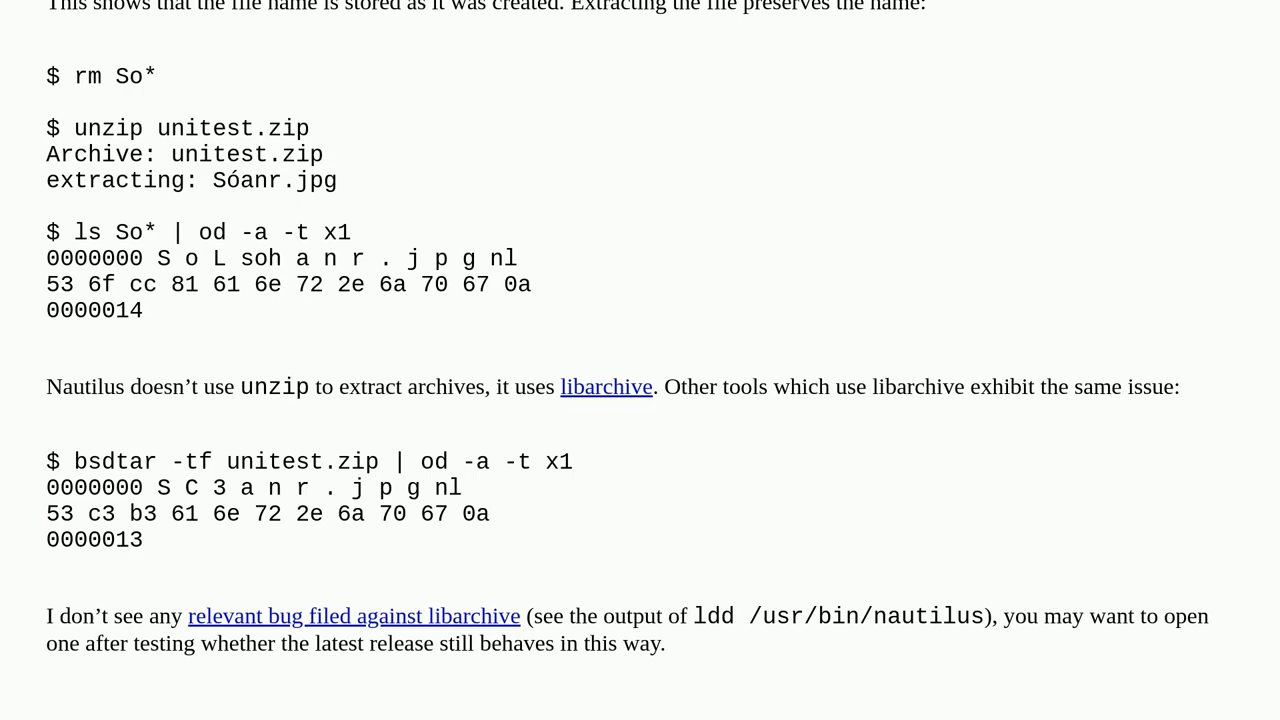 This shows that the file name is stored as it was created. Extracting the file preserves the name:
$ rm So*
$ unzip unitest.zip
Archive: unitest.zip
extracting: Sóanr.jpg
$ ls So* | od -a -t x1
0000000 S o L soh a n r . j p g nl
53 6f cc 81 61 6e 72 2e 6a 70 67 0a
0000014
Nautilus doesn’t use unzip to extract archives, it uses libarchive. Other tools which use libarchive exhibit the same issue:
$ bsdtar -tf unitest.zip | od -a -t x1
0000000 S C 3 a n r . j p g nl
53 c3 b3 61 6e 72 2e 6a 70 67 0a
0000013
I don’t see any relevant bug filed against libarchive (see the output of ldd /usr/bin/nautilus), you may want to open
one after testing whether the latest release still behaves in this way.